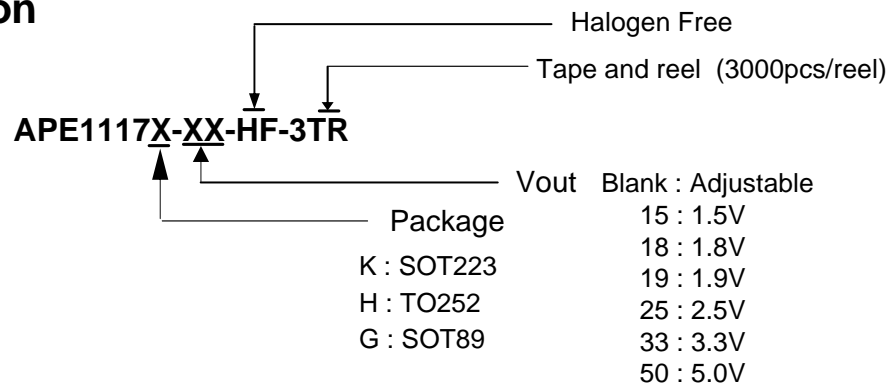 on
Halogen Free
Tape and reel (3000pcs/reel)
APE1117X-XX-HF-3TR
Vout Blank : Adjustable
15 : 1.5V
18 : 1.8V
19 : 1.9V
25 : 2.5V
33 : 3.3V
50 : 5.0V
Package
K : SOT223
H : TO252
G : SOT89